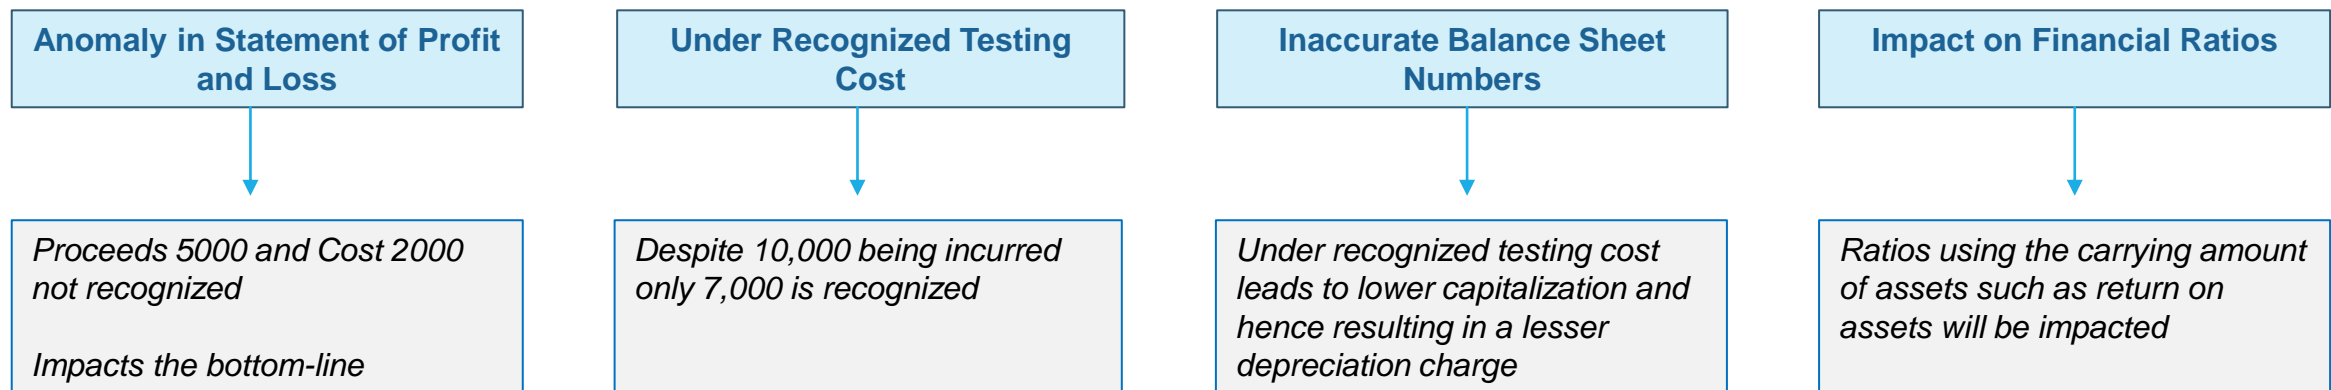 Anomaly in Statement of Profit
and Loss
Proceeds 5000 and Cost 2000
not recognized
Impacts the bottom-line
Under Recognized Testing
Cost
Despite 10,000 being incurred
only 7,000 is recognized
Inaccurate Balance Sheet
Numbers
Under recognized testing cost
leads to lower capitalization and
hence resulting in a lesser
depreciation charge
Impact on Financial Ratios
Ratios using the carrying amount
of assets such as return on
assets will be impacted